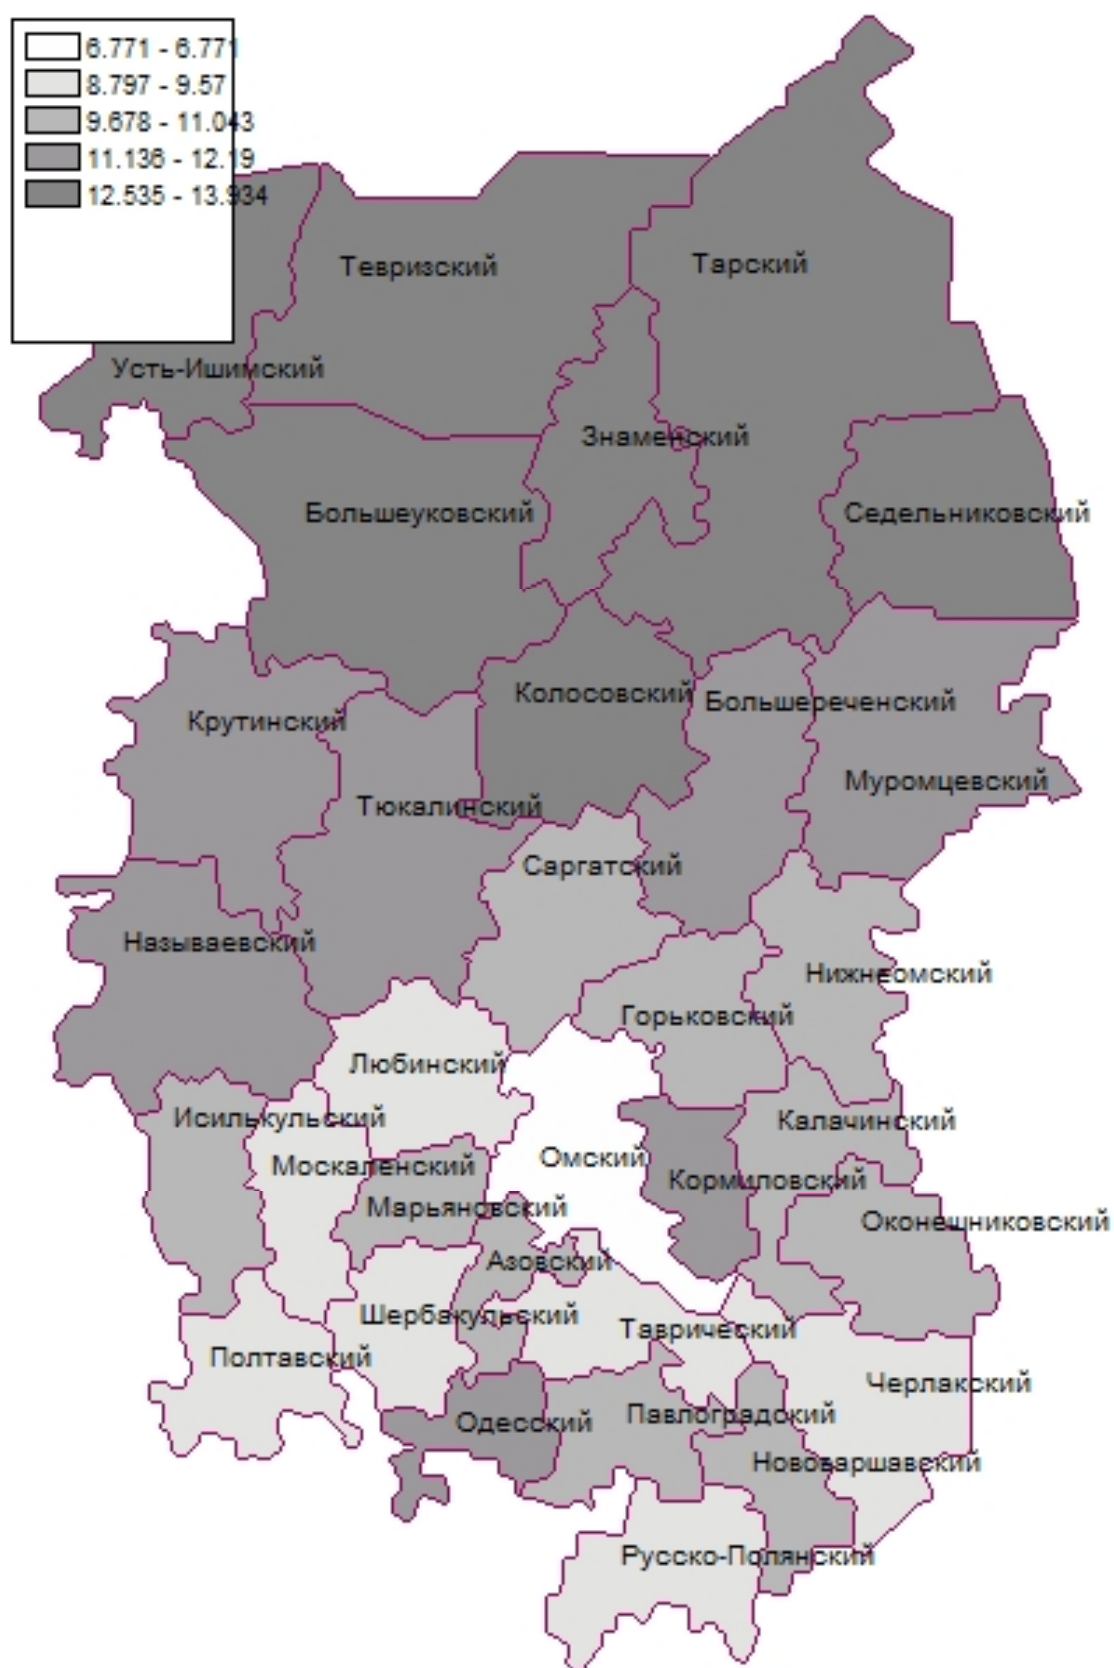 6.771 - 6.771
8.797 - 9.57
9.678 - 11.043
11.136 - 12.19
12.535 - 13.934
Тевризский
Тарский
Усть-Ишимский
Знаменский
Большеуковский
Седельниковский
Колосовский
Большереченский
Крутинский
Муромцевский
Тюкалинский
Саргатский
Называевский
Нижнеомский
Горьковский
Любинский
Исилькульский
Калачинский
Омский
Москаленский
Кормиловский
Марьяновский
Оконешниковский
Азовский
Шербакульский
Таврический
Полтавский
Черлакский
Павлоградский
Одесский
Нововаршавский
Русско-Полянский